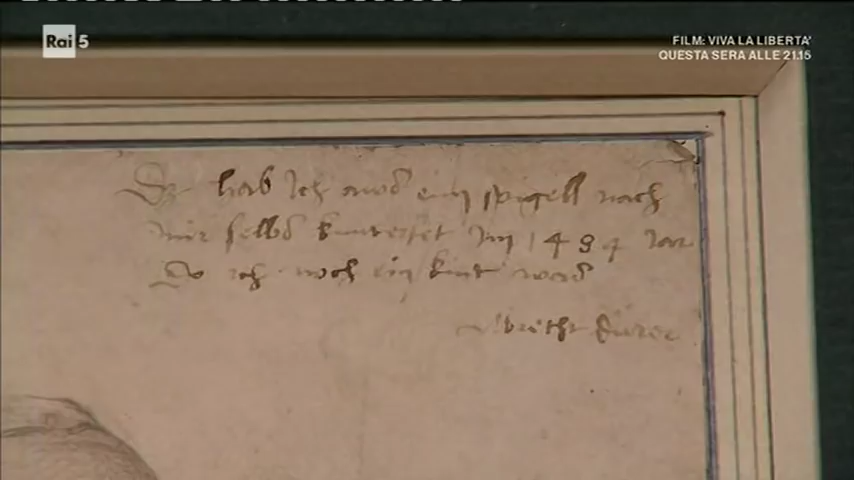 Rai 5
FILM: VIVA LA LIBERTA'
QUESTA SERA ALLE 21.15
Dz hab Ich aws eim spigell nach
mir selbs kunterfet Im 1484 Jar
Do ich noch ein kint was
Albrecht Dürer